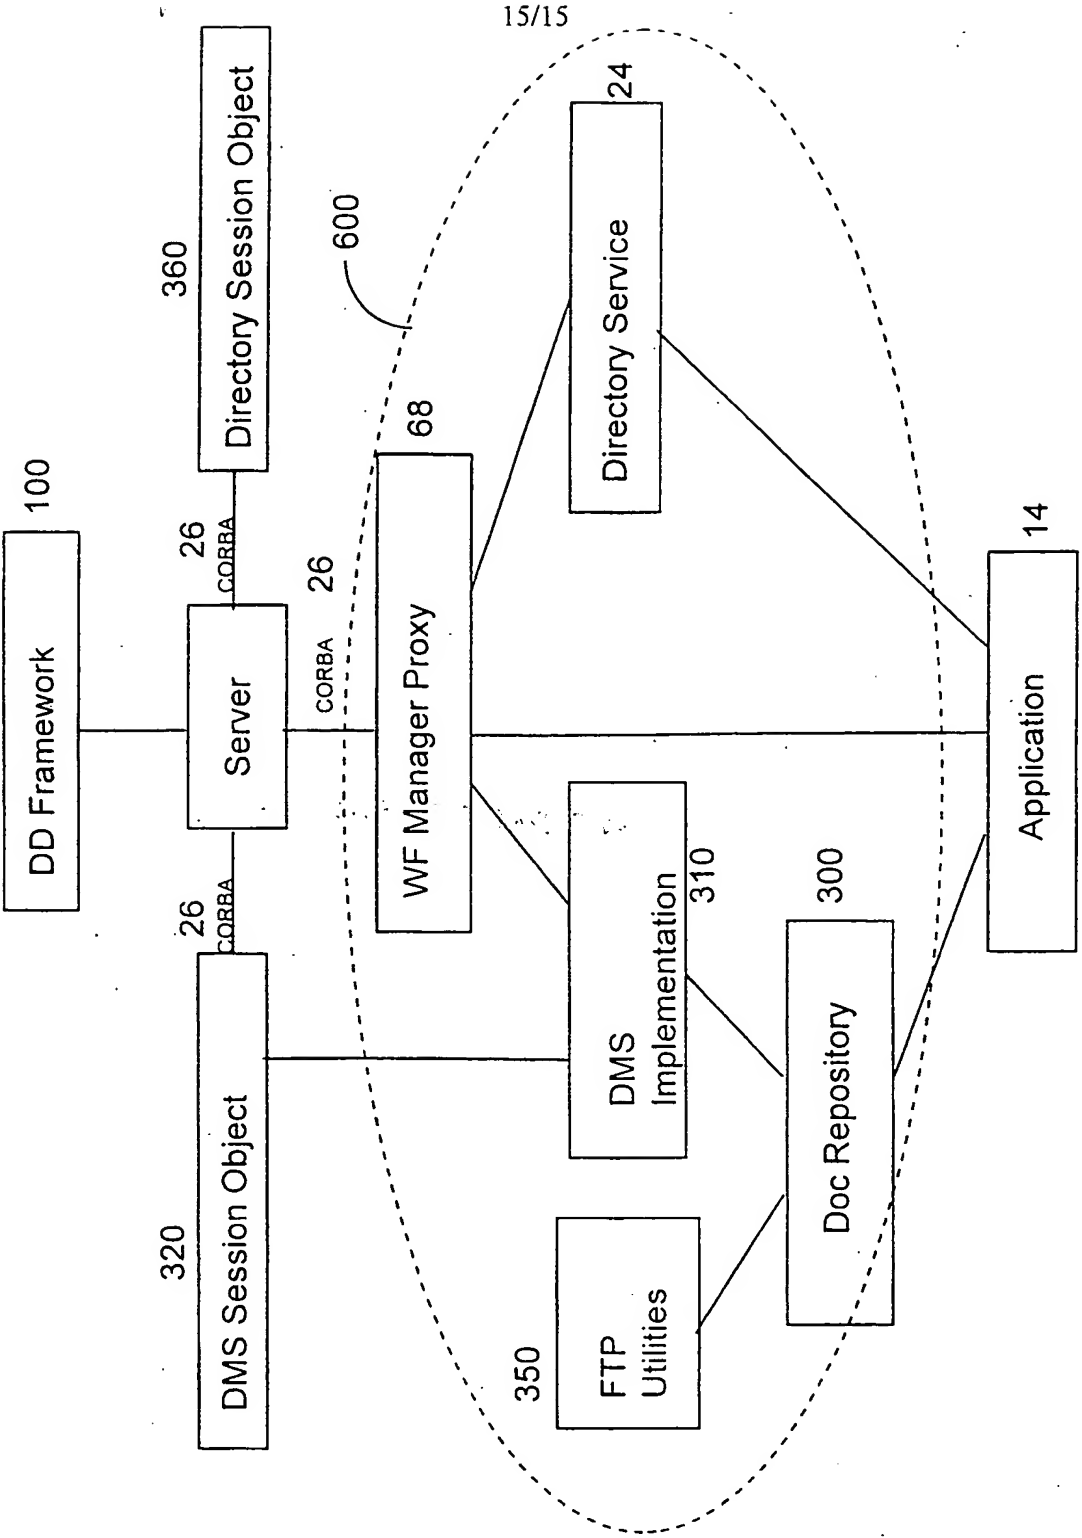 15/15
DD Framework
100
320
DMS Session Object
26
CORBA
Server
26
CORBA
360
Directory Session Object
CORBA
26
600
WF Manager Proxy
68
350
FTP
Utilities
DMS
Implementation
310
Directory Service
24
Doc Repository
300
Application
14